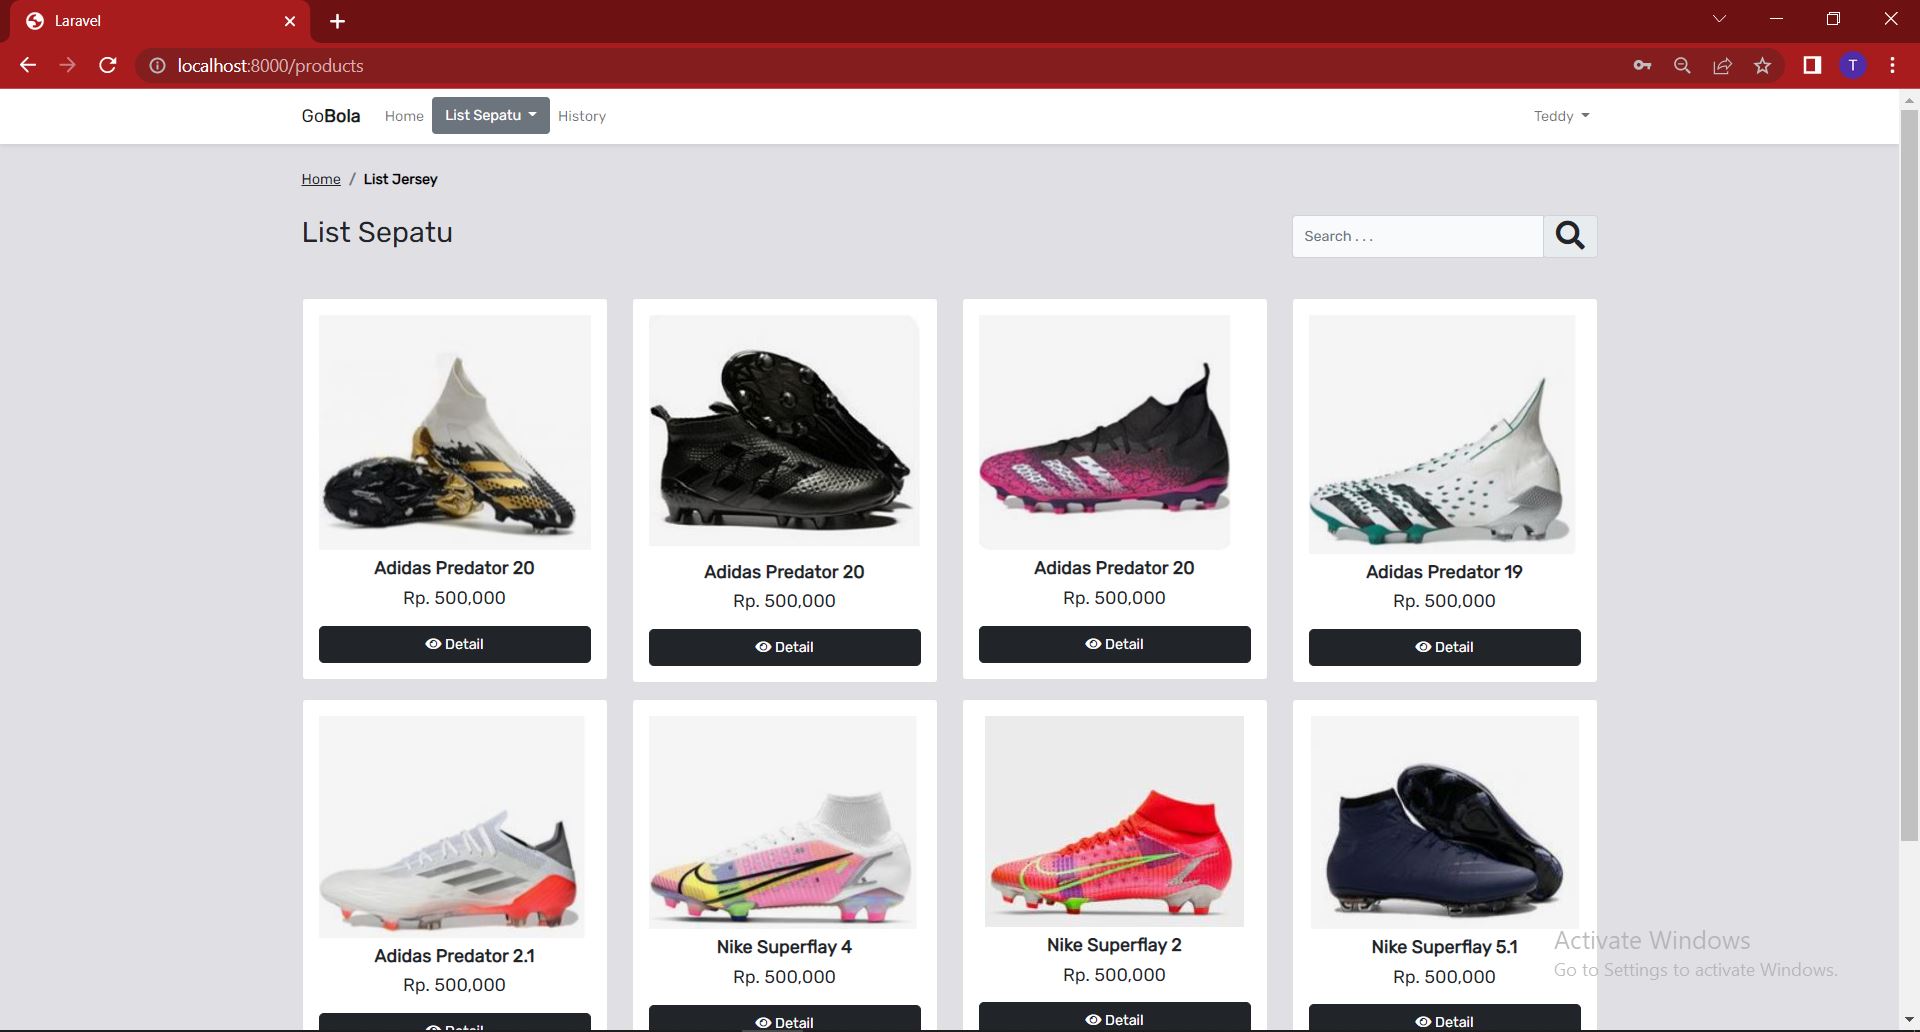 Laravel
localhost:8000/products
T
GoBola Home List Sepatu History Teddy
Home / List Jersey
List Sepatu
Search . . .
Adidas Predator 20
Rp. 500,000
Detail
Adidas Predator 20
Rp. 500,000
Detail
Adidas Predator 20
Rp. 500,000
Detail
Adidas Predator 19
Rp. 500,000
Detail
Adidas Predator 2.1
Rp. 500,000
Detail
Nike Superflay 4
Rp. 500,000
Detail
Nike Superflay 2
Rp. 500,000
Detail
Nike Superflay 5.1
Rp. 500,000
Detail
Activate Windows
Go to Settings to activate Windows.